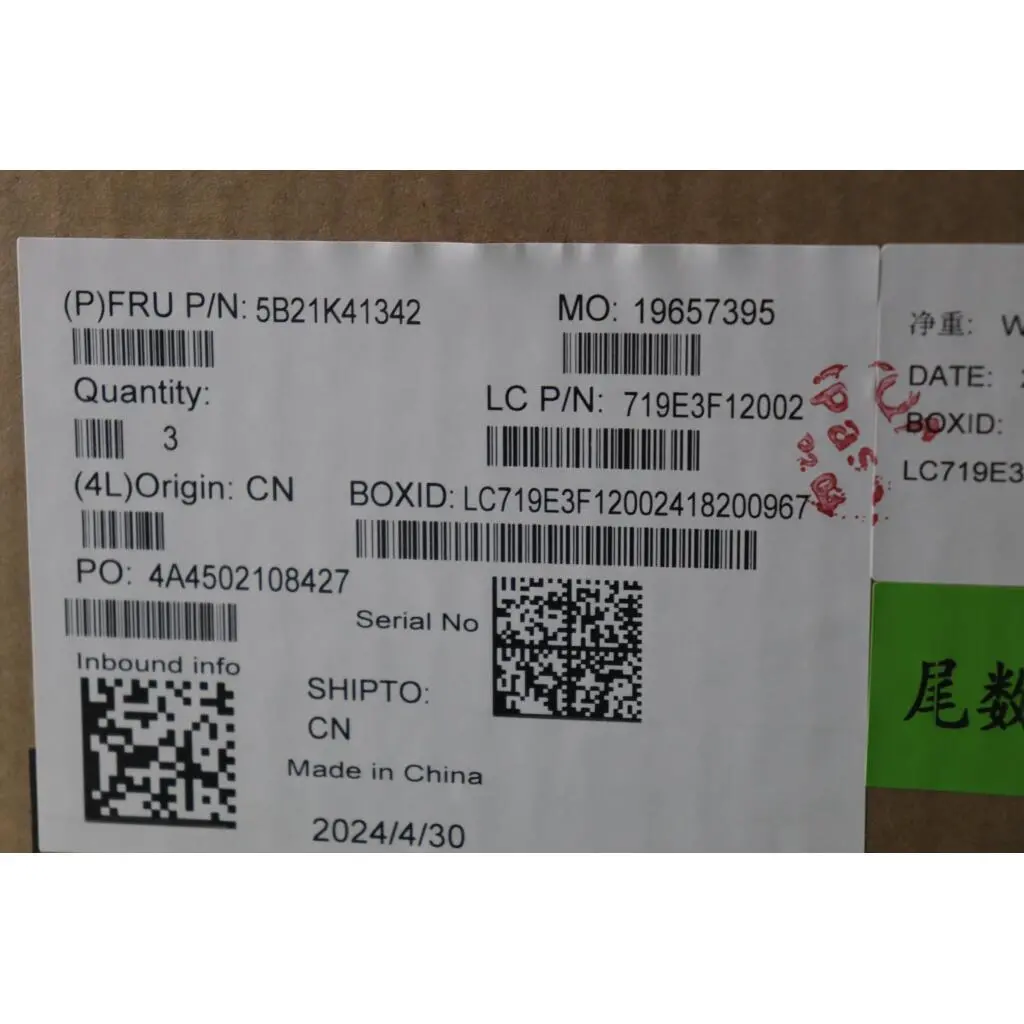 (P)FRU P/N: 5B21K41342
MO: 19657395
Quantity:
3
LC P/N: 719E3F12002
(4L)Origin: CN
BOXID: LC719E3F12002418200967
PO: 4A4502108427
Serial No
Inbound info
SHIPTO:
CN
Made in China
2024/4/30
净重:
DATE:
BOXID:
LC719E3
尾数